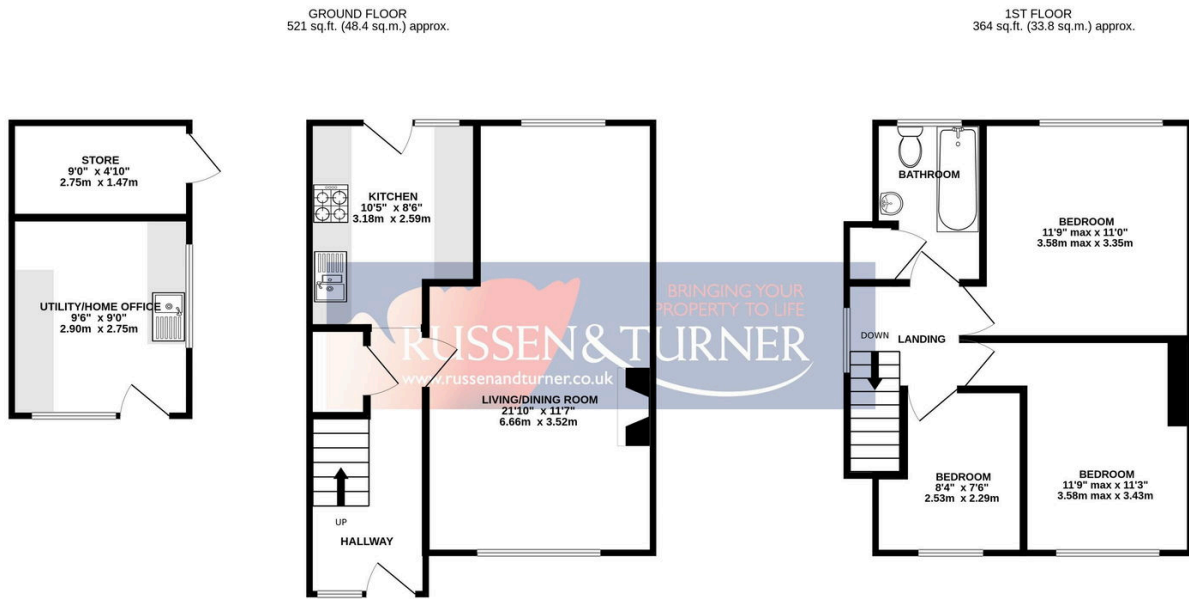 GROUND FLOOR
521 sq.ft. (48.4 sq.m.) approx.
1ST FLOOR
364 sq.ft. (33.8 sq.m.) approx.
STORE
9'0" x 4'10"
2.75m x 1.47m
UTILITY/HOME OFFICE
9'6" x 9'0"
2.90m x 2.75m
KITCHEN
10'5" x 8'6"
3.18m x 2.59m
LIVING/DINING ROOM
21'10" x 11'7"
6.66m x 3.52m
UP
HALLWAY
BATHROOM
BEDROOM
11'9" max x 11'0"
3.58m max x 3.35m
DOWN
LANDING
BEDROOM
8'4" x 7'6"
2.53m x 2.29m
BEDROOM
11'9" max x 11'3"
3.58m max x 3.43m
BRINGING YOUR
PROPERTY TO LIFE
RUSSEN & TURNER
www.russenandturner.co.uk